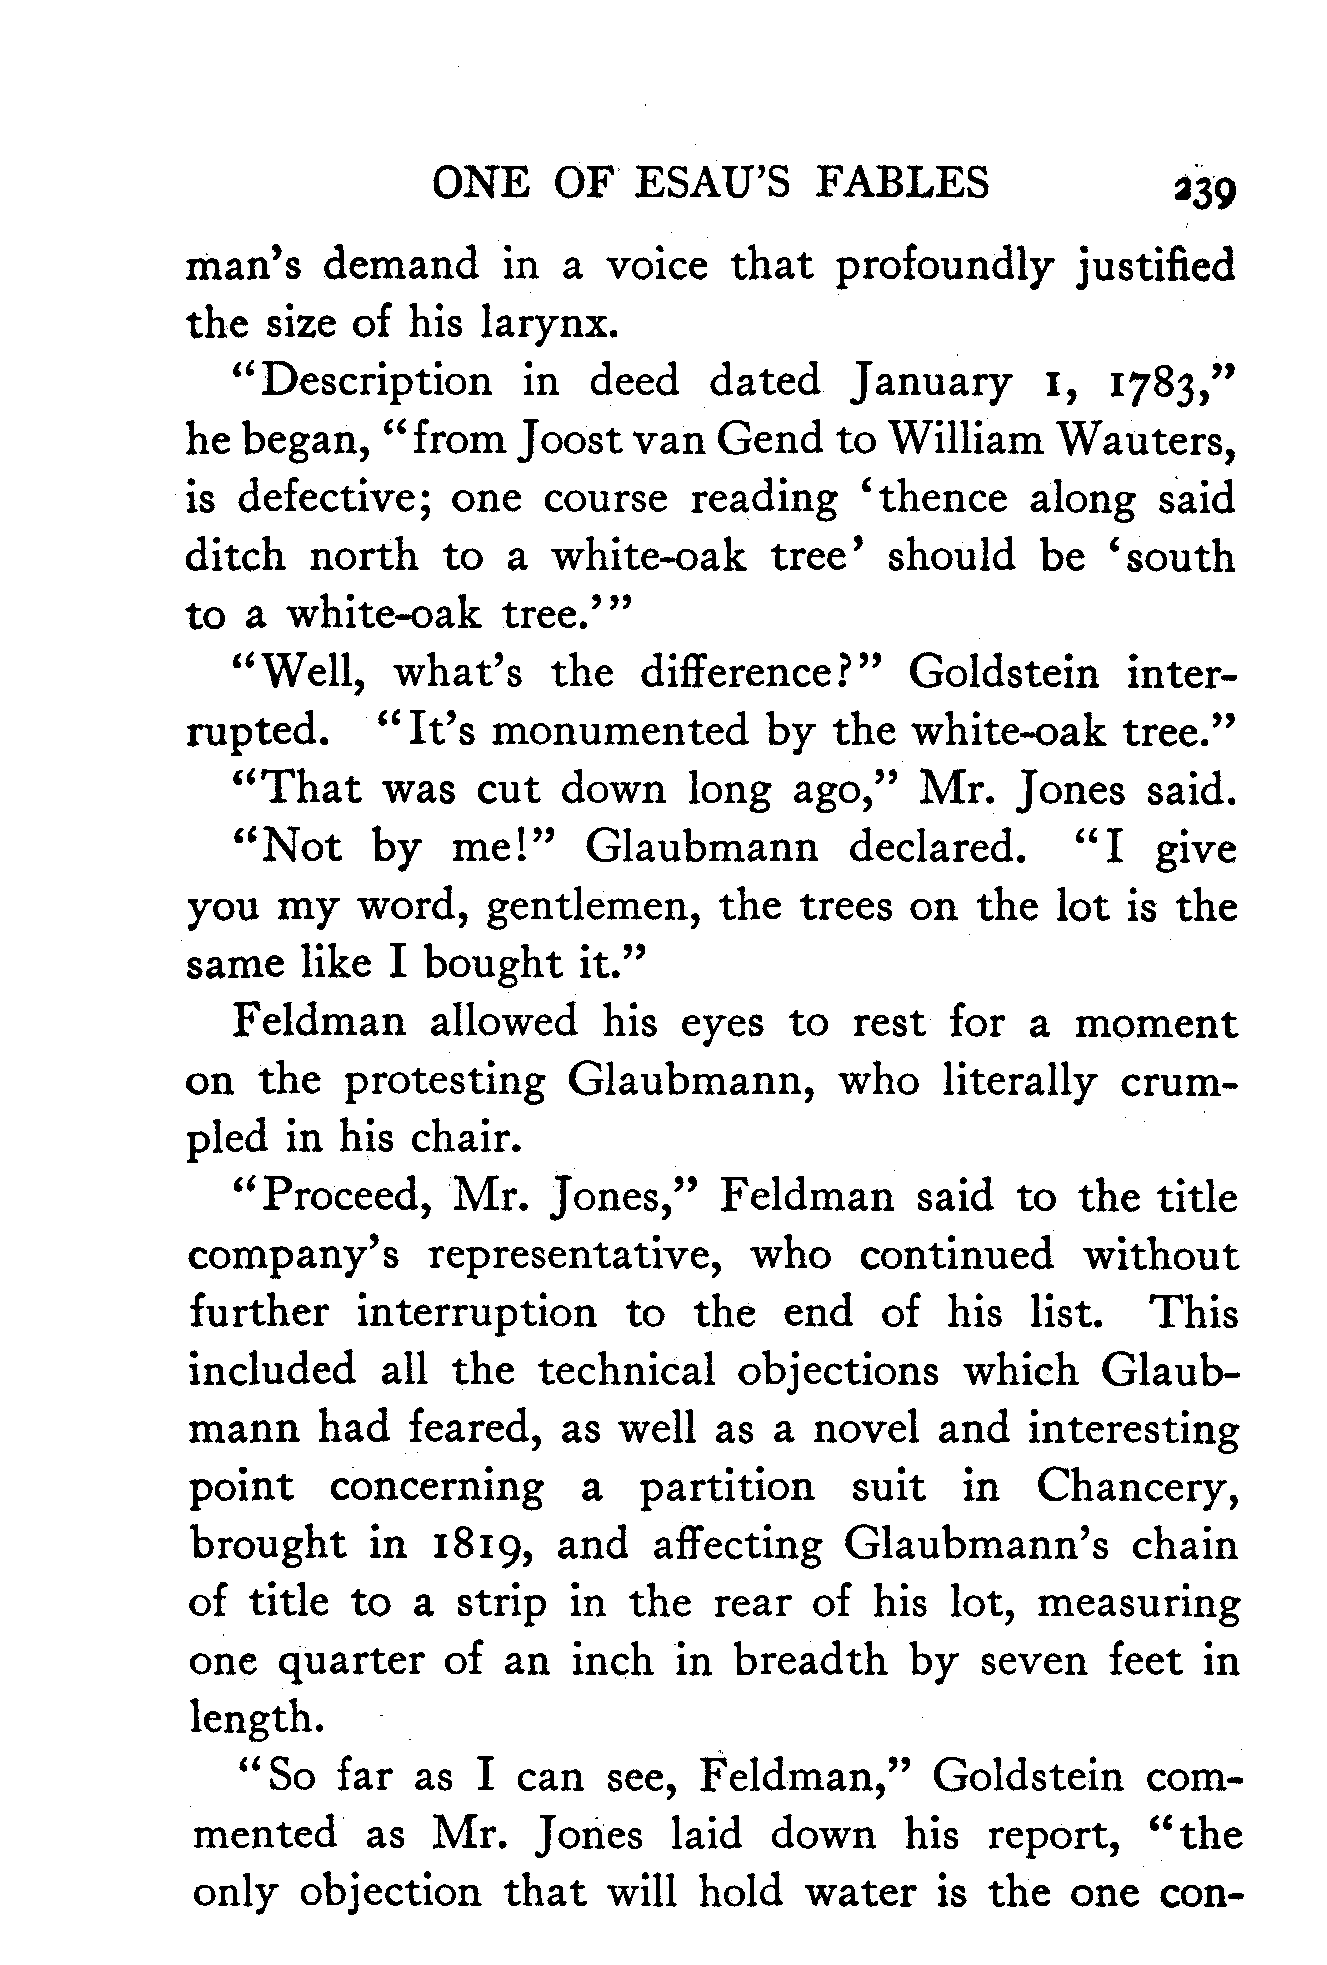 ONE OF ESAU'S FABLES 239
man's demand in a voice that profoundly justified
the size of his larynx.
"Description in deed dated January 1, 1783,"
he began, "from Joost van Gend to William Wauters,
is defective; one course reading 'thence along said
ditch north to a white-oak tree' should be 'south
to a white-oak tree.'"
"Well, what's the difference?" Goldstein inter-
rupted. "It's monumented by the white-oak tree."
"That was cut down long ago," Mr. Jones said.
"Not by me!" Glaubmann declared. "I give
you my word, gentlemen, the trees on the lot is the
same like I bought it."
Feldman allowed his eyes to rest for a moment
on the protesting Glaubmann, who literally crum-
pled in his chair.
"Proceed, Mr. Jones," Feldman said to the title
company's representative, who continued without
further interruption to the end of his list. This
included all the technical objections which Glaub-
mann had feared, as well as a novel and interesting
point concerning a partition suit in Chancery,
brought in 1819, and affecting Glaubmann's chain
of title to a strip in the rear of his lot, measuring
one quarter of an inch in breadth by seven feet in
length.
"So far as I can see, Feldman," Goldstein com-
mented as Mr. Jones laid down his report, "the
only objection that will hold water is the one con-